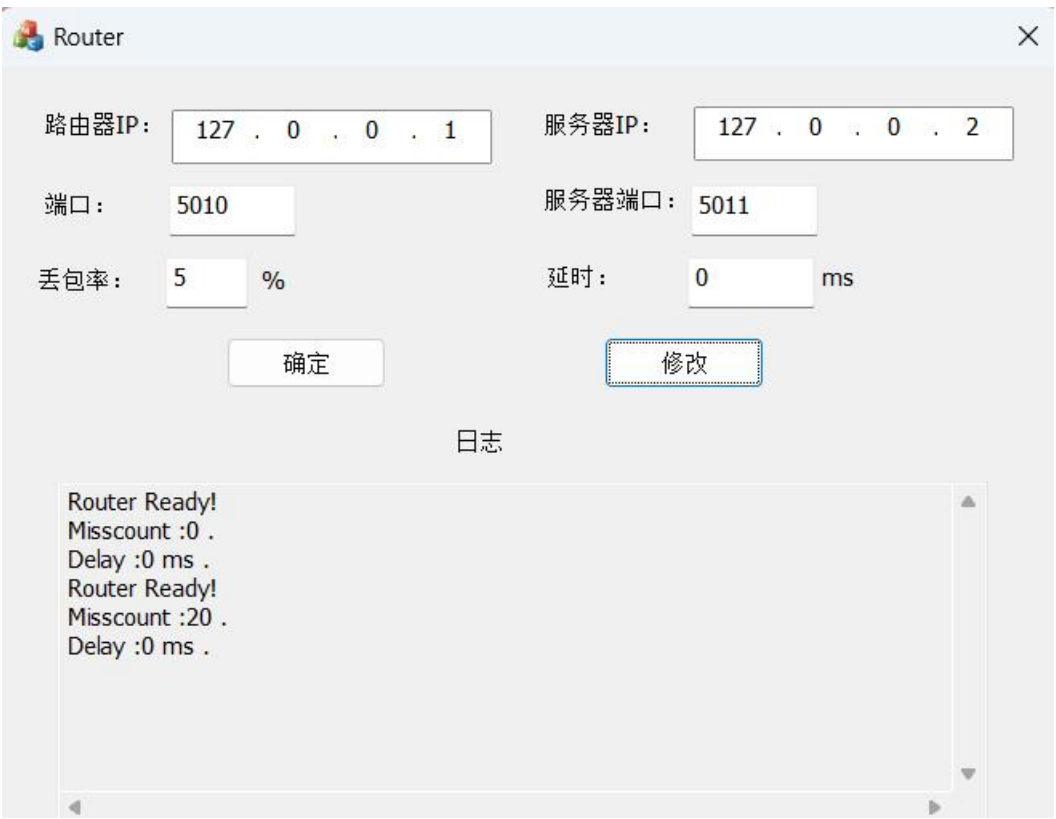 Router
路由器IP： 127 . 0 . 0 . 1 服务器IP： 127 . 0 . 0 . 2
端口： 5010 服务器端口： 5011
丢包率： 5 % 延时： 0 ms
确定 修改
日志
Router Ready!
Misscount :0 .
Delay :0 ms .
Router Ready!
Misscount :20 .
Delay :0 ms .